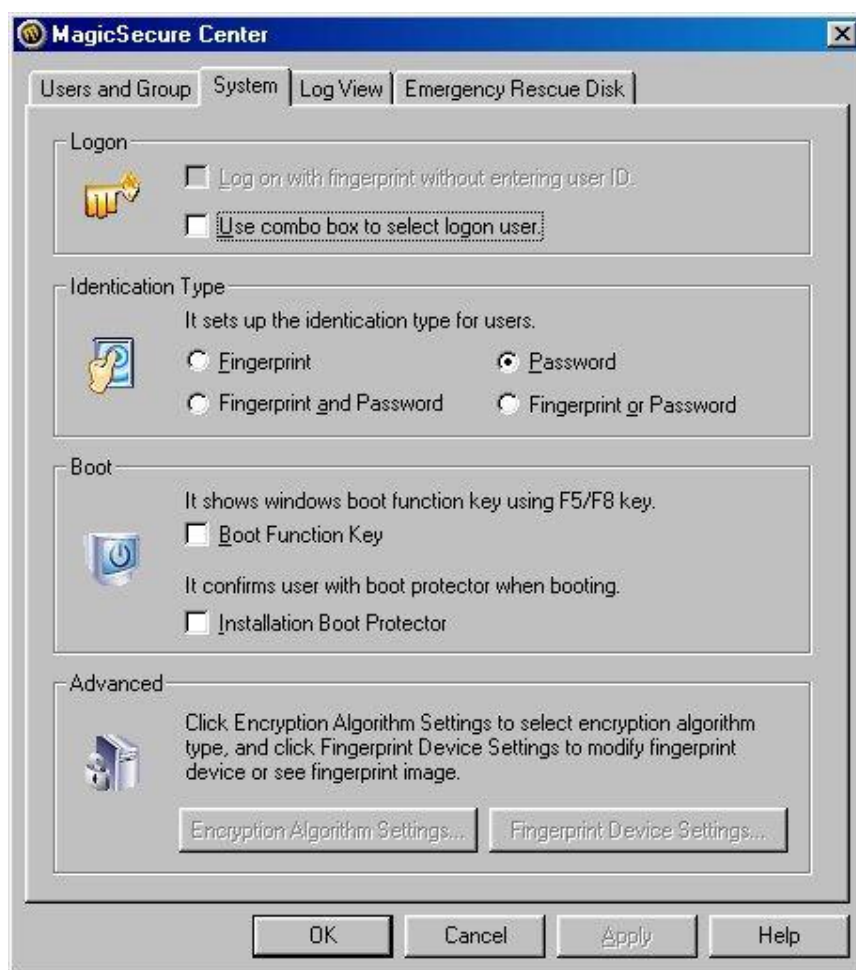 MagicSecure Center
Users and Group System Log View Emergency Rescue Disk
Logon
Log on with fingerprint without entering user ID.
Use combo box to select logon user.
Identication Type
It sets up the identication type for users.
Fingerprint Password
Fingerprint and Password Fingerprint or Password
Boot
It shows windows boot function key using F5/F8 key.
Boot Function Key
It confirms user with boot protector when booting.
Installation Boot Protector
Advanced
Click Encryption Algorithm Settings to select encryption algorithm
type, and click Fingerprint Device Settings to modify fingerprint
device or see fingerprint image.
Encryption Algorithm Settings... Fingerprint Device Settings...
OK Cancel Apply Help